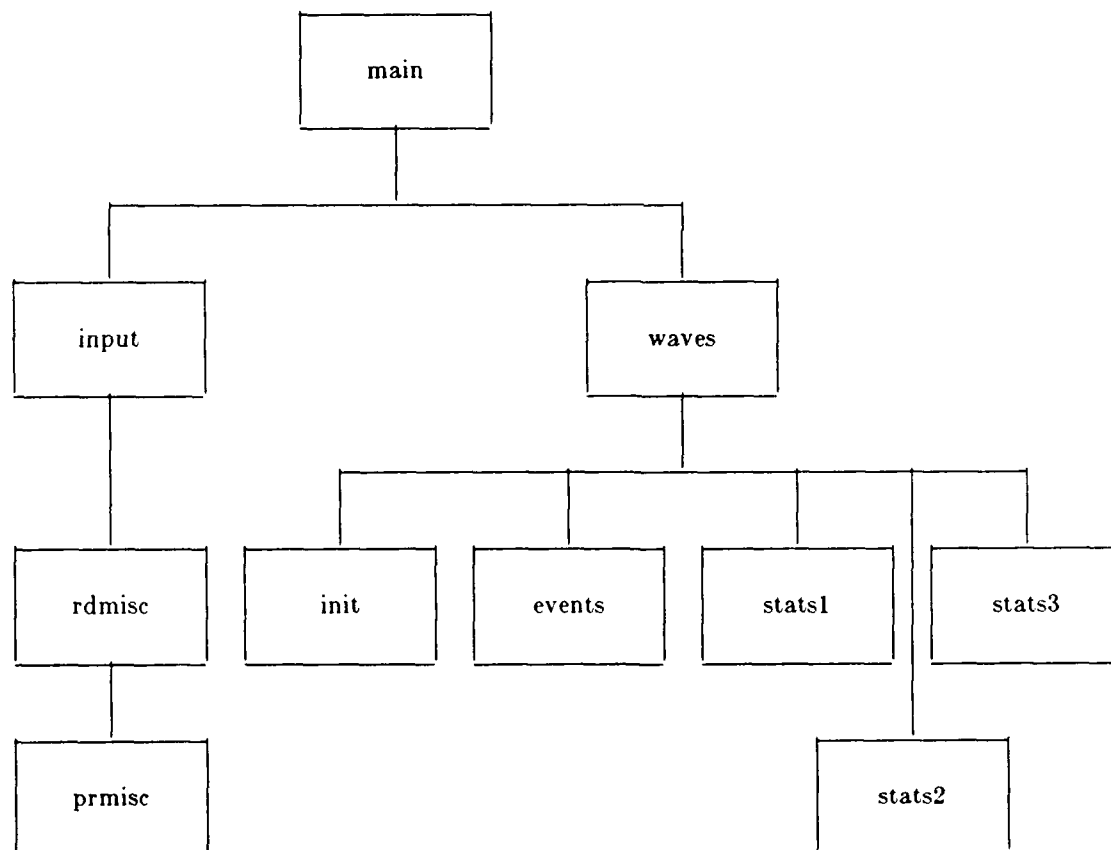 main
input
waves
rdmisc
init
events
stats1
stats3
prmisc
stats2